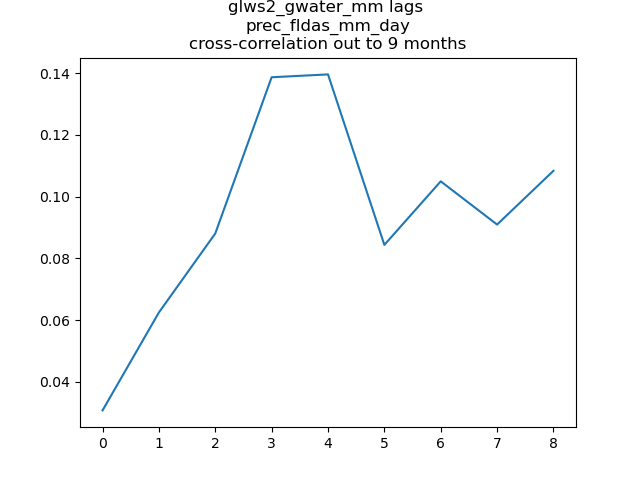 glws2_gwater_mm lags
prec_fldas_mm_day
cross-correlation out to 9 months
0.14
0.12
0.10
0.08
0.06
0.04
0 1 2 3 4 5 6 7 8